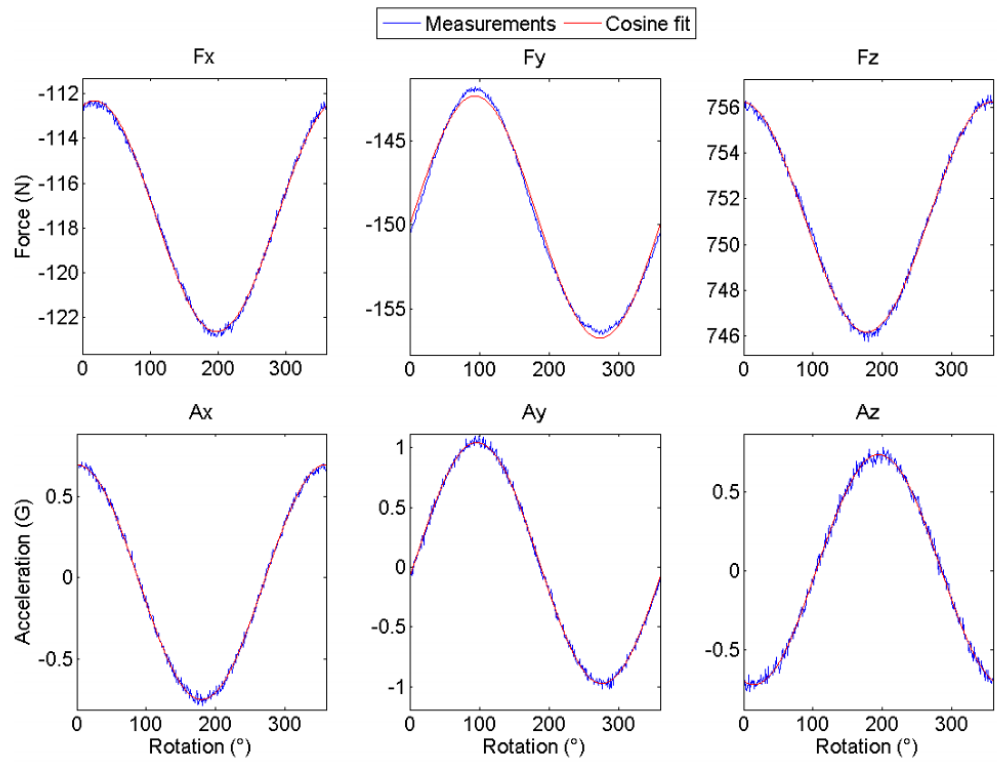 Measurements Cosine fit
Fx Fy Fz
Force (N)
-112
-114
-116
-118
-120
-122
0 100 200 300
-145
-150
-155
0 100 200 300
756
754
752
750
748
746
0 100 200 300
Ax Ay Az
Acceleration (G)
0.5
0
-0.5
0 100 200 300
Rotation (°)
1
0.5
0
-0.5
-1
0 100 200 300
Rotation (°)
0.5
0
-0.5
0 100 200 300
Rotation (°)